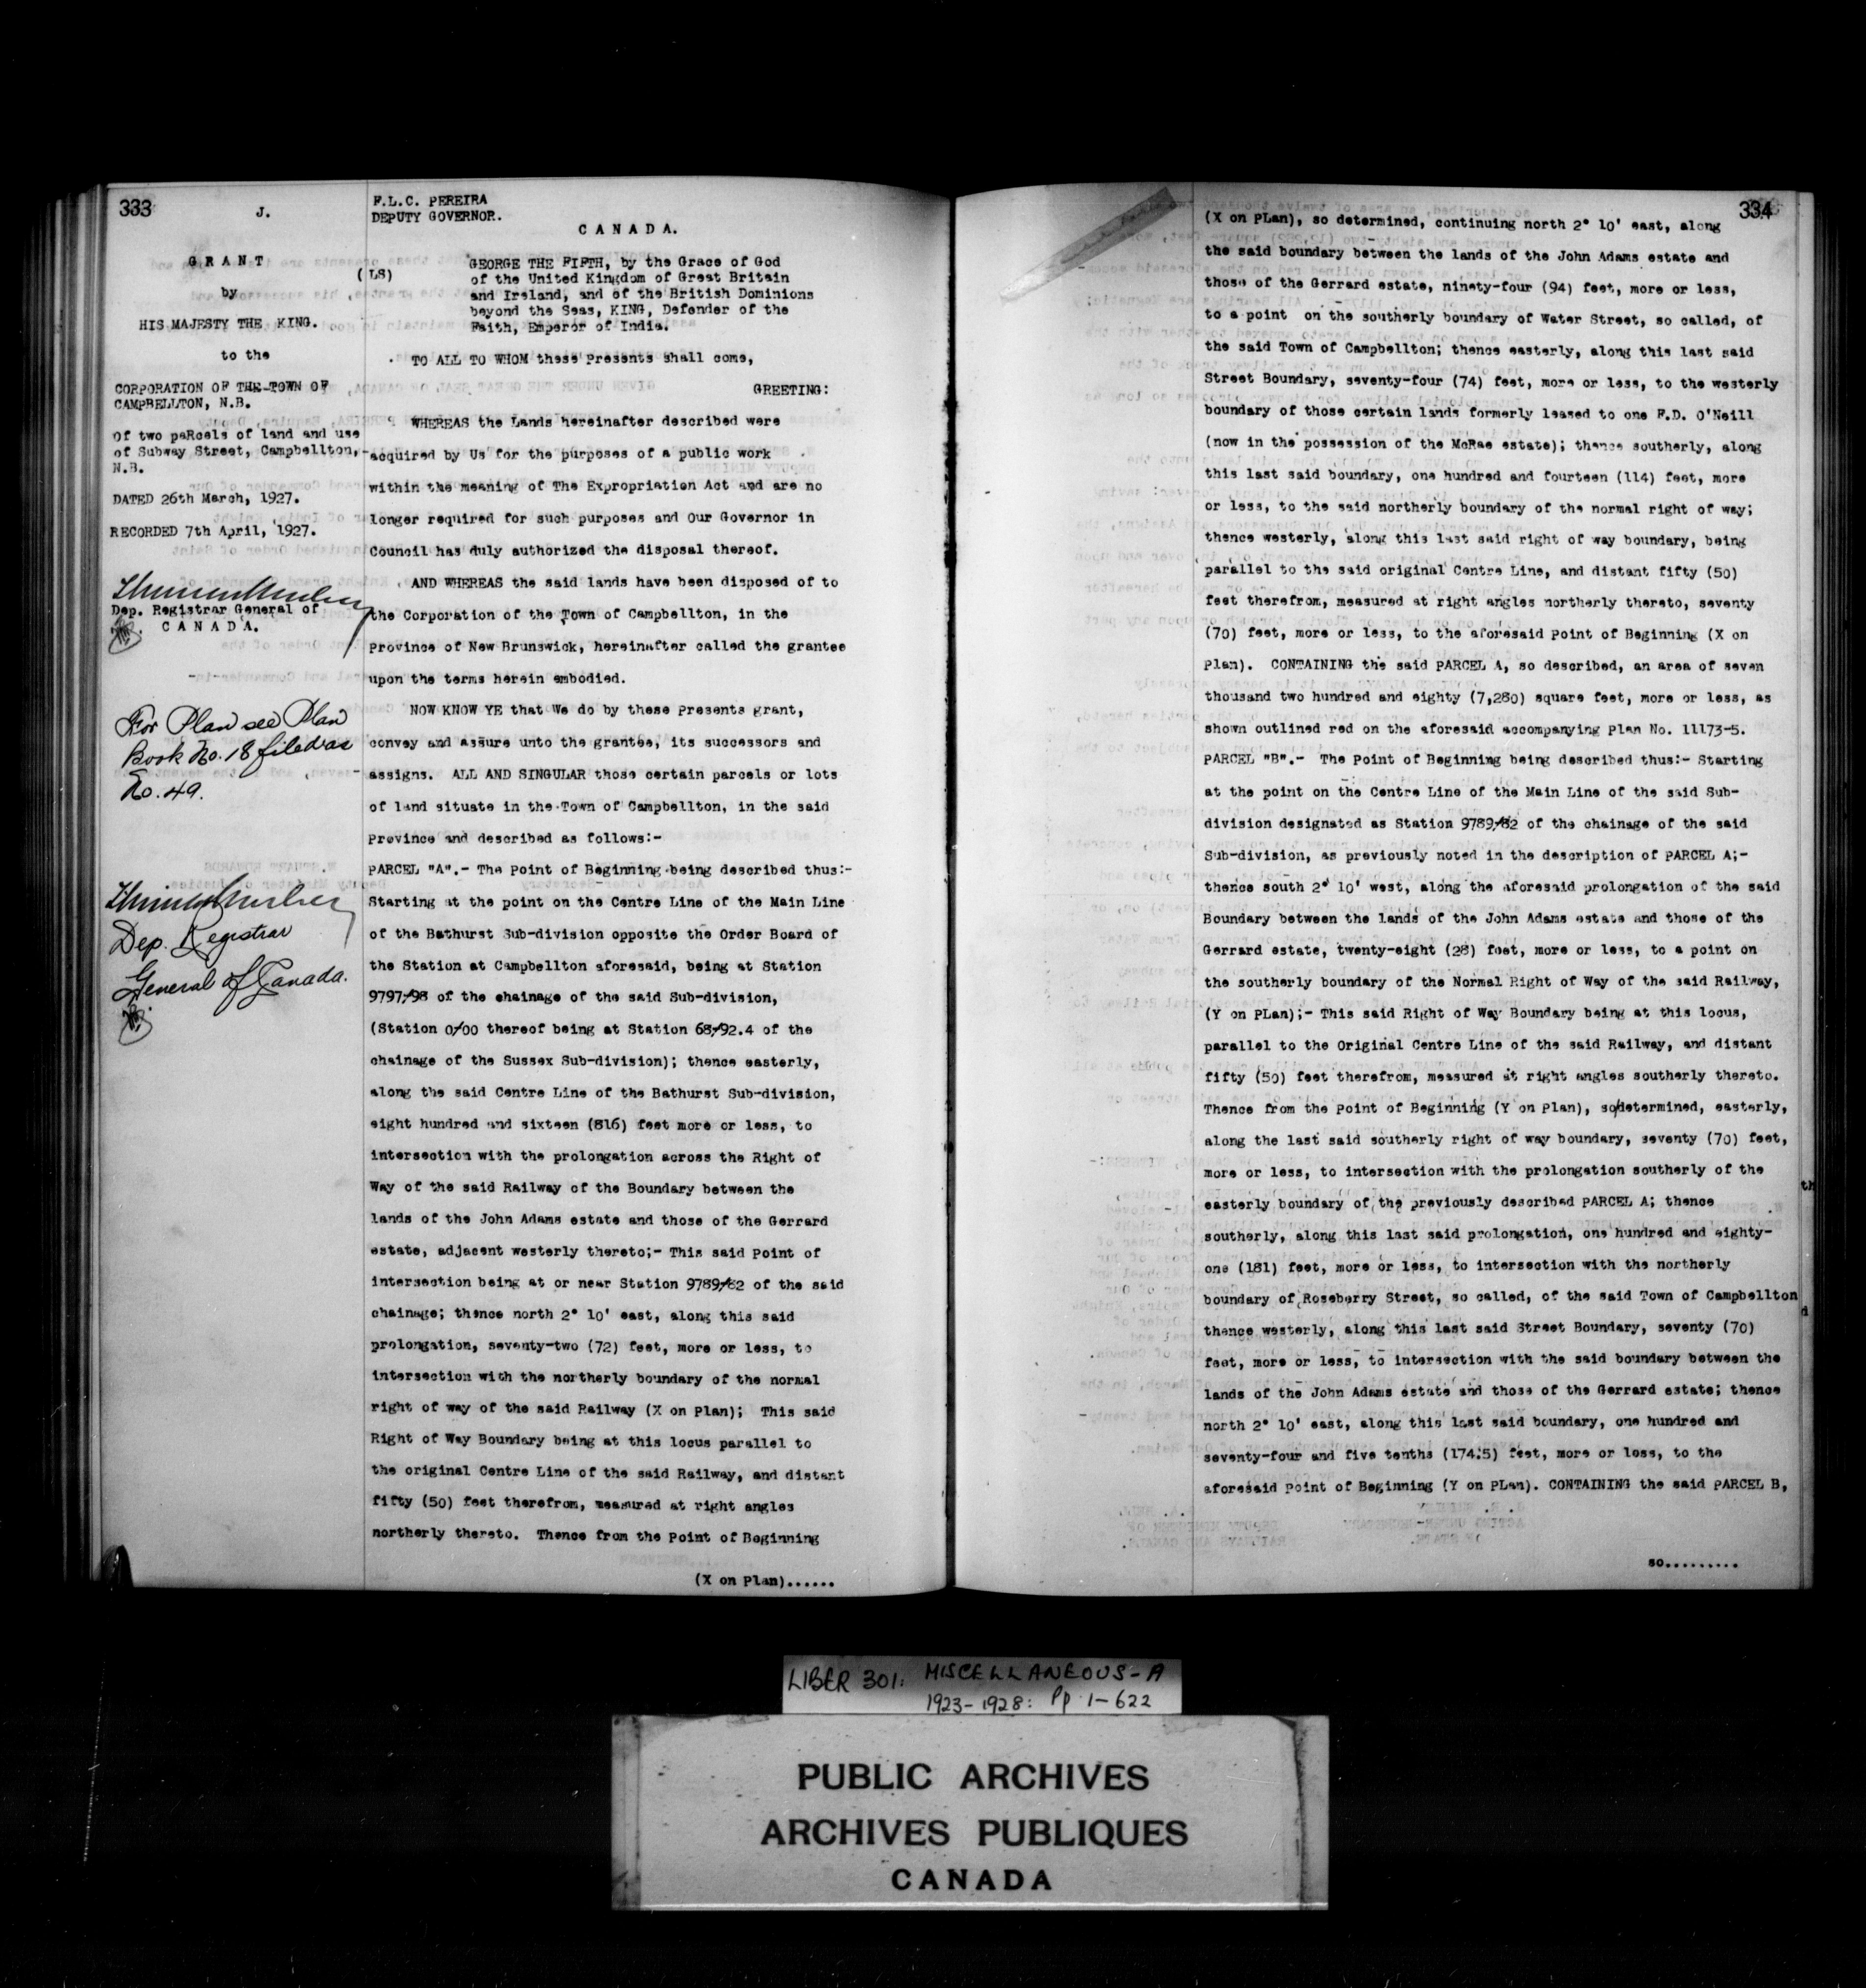 333
J.
GRANT
by
HIS MAJESTY THE KING.
to the
CORPORATION OF THE TOWN OF
CAMPBELLTON, N.B.
Of two paRcels of land and use
of Subway Street, Campbellton,-
N.B.
DATED 26th March, 1927.
RECORDED 7th April, 1927.
Dep. Registrar General of
CANADA.
For Plan see Plan
Book No. 18 filed as
No. 49.
Dep. Registrar
General of Canada.
F.L.C. PEREIRA
DEPUTY GOVERNOR.
CANADA.
(LS)
GEORGE THE FIFTH, by the Grace of God
of the United Kingdom of Great Britain
and Ireland, and of the British Dominions
beyond the Seas, KING, Defender of the
Faith, Emperor of India.
TO ALL TO WHOM these Presents shall come,
GREETING:
WHEREAS the Lands hereinafter described were
acquired by Us for the purposes of a public work
within the meaning of The Expropriation Act and are no
longer required for such purposes and Our Governor in
Council has duly authorized the disposal thereof.
AND WHEREAS the said lands have been disposed of to
the Corporation of the Town of Campbellton, in the
Province of New Brunswick, hereinafter called the grantee
upon the terms herein embodied.
NOW KNOW YE that We do by these Presents grant,
convey and assure unto the grantee, its successors and
assigns. ALL AND SINGULAR those certain parcels or lots
of land situate in the Town of Campbellton, in the said
Province and described as follows:-
PARCEL "A".- The Point of Beginning being described thus:-
Starting at the point on the Centre Line of the Main Line
of the Bathurst Sub-division opposite the Order Board of
the Station at Campbellton aforesaid, being at Station
9797/98 of the chainage of the said Sub-division,
(Station 0/00 thereof being at Station 68/92.4 of the
chainage of the Sussex Sub-division); thence easterly,
along the said Centre Line of the Bathurst Sub-division,
eight hundred and sixteen (816) feet more or less, to
intersection with the prolongation across the Right of
Way of the said Railway of the Boundary between the
lands of the John Adams estate and those of the Gerrard
estate, adjacent westerly thereto;- This said Point of
intersection being at or near Station 9789/82 of the said
chainage; thence north 2° 10' east, along this said
prolongation, seventy-two (72) feet, more or less, to
intersection with the northerly boundary of the normal
right of way of the said Railway (X on Plan); This said
Right of Way Boundary being at this locus parallel to
the original Centre Line of the said Railway, and distant
fifty (50) feet therefrom, measured at right angles
northerly thereto. Thence from the Point of Beginning
(X on Plan)......
334
(X on PLan), so determined, continuing north 2° 10' east, along
the said boundary between the lands of the John Adams estate and
those of the Gerrard estate, ninety-four (94) feet, more or less,
to a point on the southerly boundary of Water Street, so called, of
the said Town of Campbellton; thence easterly, along this last said
Street Boundary, seventy-four (74) feet, more or less, to the westerly
boundary of those certain lands formerly leased to one F.D. O'Neill
(now in the possession of the McRae estate); thence southerly, along
this last said boundary, one hundred and fourteen (114) feet, more
or less, to the said northerly boundary of the normal right of way;
thence westerly, along this last said right of way boundary, being
parallel to the said original Centre Line, and distant fifty (50)
feet therefrom, measured at right angles northerly thereto, seventy
(70) feet, more or less, to the aforesaid Point of Beginning (X on
Plan). CONTAINING the said PARCEL A, so described, an area of seven
thousand two hundred and eighty (7,280) square feet, more or less, as
shown outlined red on the aforesaid accompanying Plan No. 11173-5.
PARCEL "B".- The Point of Beginning being described thus:- Starting
at the point on the Centre Line of the Main Line of the said Sub-
division designated as Station 9789/82 of the chainage of the said
Sub-division, as previously noted in the description of PARCEL A;-
thence south 2° 10' west, along the aforesaid prolongation of the said
Boundary between the lands of the John Adams estate and those of the
Gerrard estate, twenty-eight (28) feet, more or less, to a point on
the southerly boundary of the Normal Right of Way of the said Railway,
(Y on PLan);- This said Right of Way Boundary being at this locus,
parallel to the Original Centre Line of the said Railway, and distant
fifty (50) feet therefrom, measured at right angles southerly thereto.
Thence from the Point of Beginning (Y on Plan), so/determined, easterly,
along the last said southerly right of way boundary, seventy (70) feet,
more or less, to intersection with the prolongation southerly of the
easterly boundary of the previously described PARCEL A; thence
southerly, along this last said prolongation, one hundred and eighty-
one (181) feet, more or less, to intersection with the northerly
boundary of Roseberry Street, so called, of the said Town of Campbellton
thence westerly, along this last said Street Boundary, seventy (70)
feet, more or less, to intersection with the said boundary between the
lands of the John Adams estate and those of the Gerrard estate; thence
north 2° 10' east, along this last said boundary, one hundred and
seventy-four and five tenths (174.5) feet, more or less, to the
aforesaid Point of Beginning (Y on PLan). CONTAINING the said PARCEL B,
so.........
LIBER 301: MISCELLANEOUS-A
1923-1928: Pp 1-622
PUBLIC ARCHIVES
ARCHIVES PUBLIQUES
CANADA